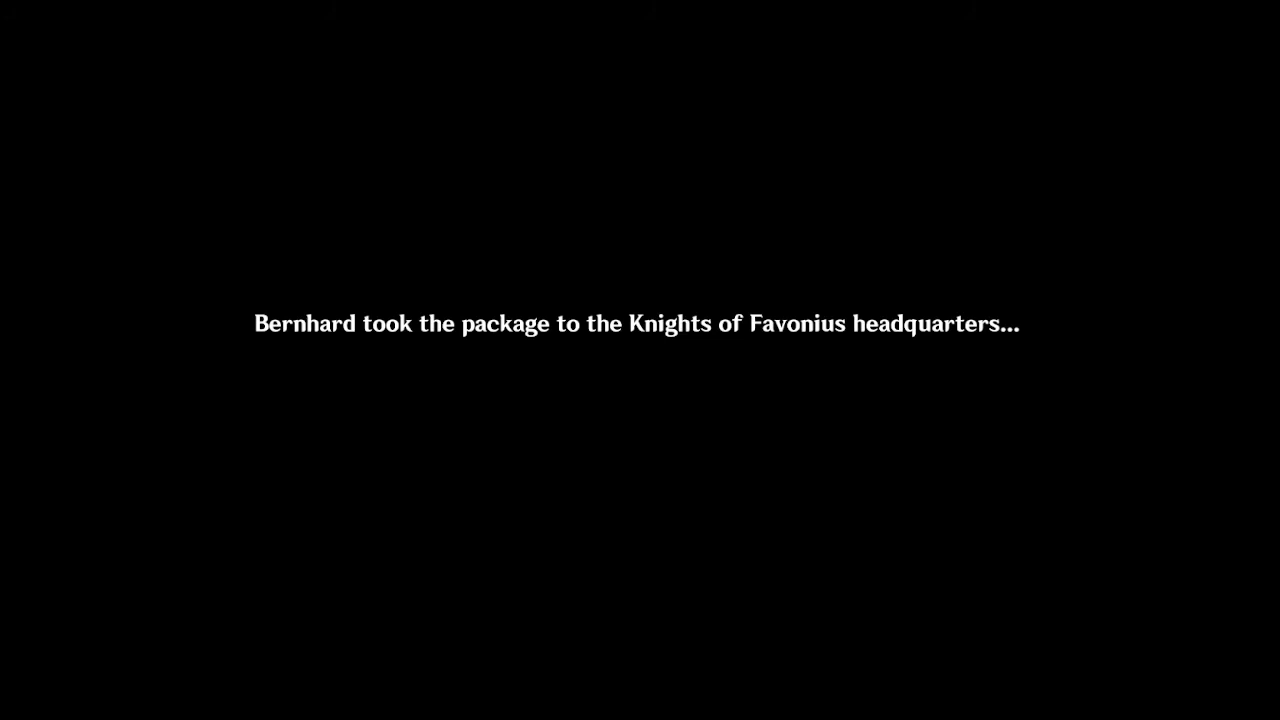 Bernhard took the package to the Knights of Favonius headquarters...